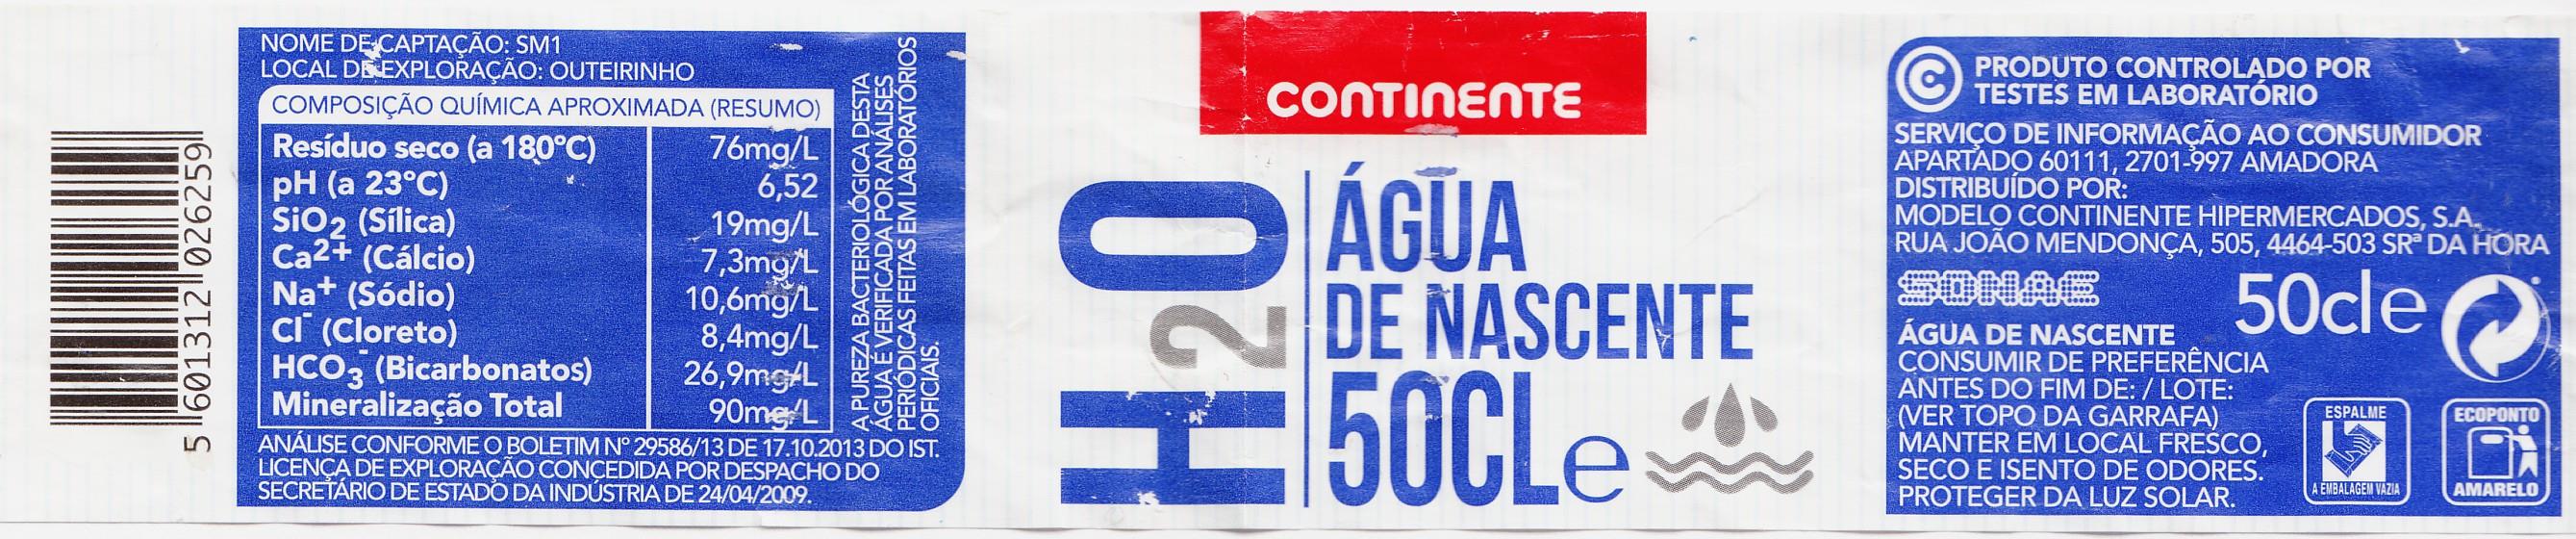 5 601312 026259
NOME DE CAPTAÇÃO: SM1
LOCAL DE EXPLORAÇÃO: OUTEIRINHO
COMPOSIÇÃO QUÍMICA APROXIMADA (RESUMO)
Resíduo seco (a 180ºC) 76mg/L
pH (a 23ºC) 6,52
SiO2 (Sílica) 19mg/L
Ca2+ (Cálcio) 7,3mg/L
Na+ (Sódio) 10,6mg/L
Cl- (Cloreto) 8,4mg/L
HCO3- (Bicarbonatos) 26,9mg/L
Mineralização Total 90mg/L
A PUREZA BACTERIOLÓGICA DESTA
ÁGUA É VERIFICADA POR ANÁLISES
PERIÓDICAS FEITAS EM LABORATÓRIOS
OFICIAIS.
ANÁLISE CONFORME O BOLETIM Nº 29586/13 DE 17.10.2013 DO IST.
LICENÇA DE EXPLORAÇÃO CONCEDIDA POR DESPACHO DO
SECRETÁRIO DE ESTADO DA INDÚSTRIA DE 24/04/2009.
CONTINENTE
H2O
ÁGUA
DE NASCENTE
50CL e
C PRODUTO CONTROLADO POR
TESTES EM LABORATÓRIO
SERVIÇO DE INFORMAÇÃO AO CONSUMIDOR
APARTADO 60111, 2701-997 AMADORA
DISTRIBUÍDO POR:
MODELO CONTINENTE HIPERMERCADOS, S.A.
RUA JOÃO MENDONÇA, 505, 4464-503 SRª DA HORA
SONAE
50cl e
ÁGUA DE NASCENTE
CONSUMIR DE PREFERÊNCIA
ANTES DO FIM DE: / LOTE:
(VER TOPO DA GARRAFA)
MANTER EM LOCAL FRESCO,
SECO E ISENTO DE ODORES.
PROTEGER DA LUZ SOLAR.
ESPALME
A EMBALAGEM VAZIA
ECOPONTO
AMARELO